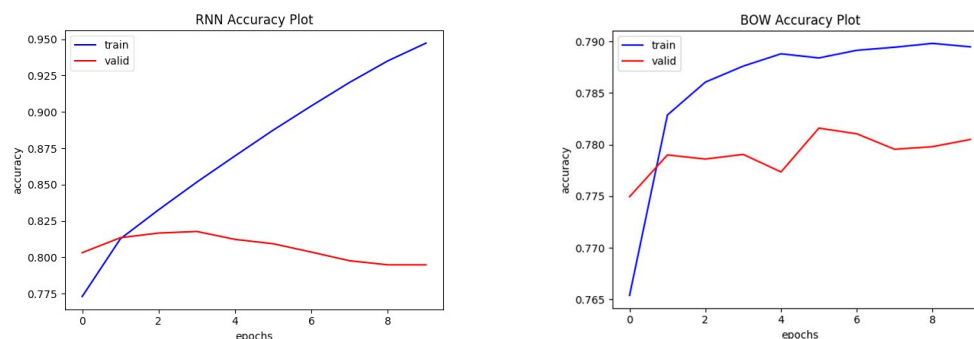 RNN Accuracy Plot
train
valid
0.950
0.925
0.900
0.875
0.850
0.825
0.800
0.775
accuracy
0
2
4
6
8
epochs
BOW Accuracy Plot
train
valid
0.790
0.785
0.780
0.775
0.770
0.765
accuracy
0
2
4
6
8
epochs